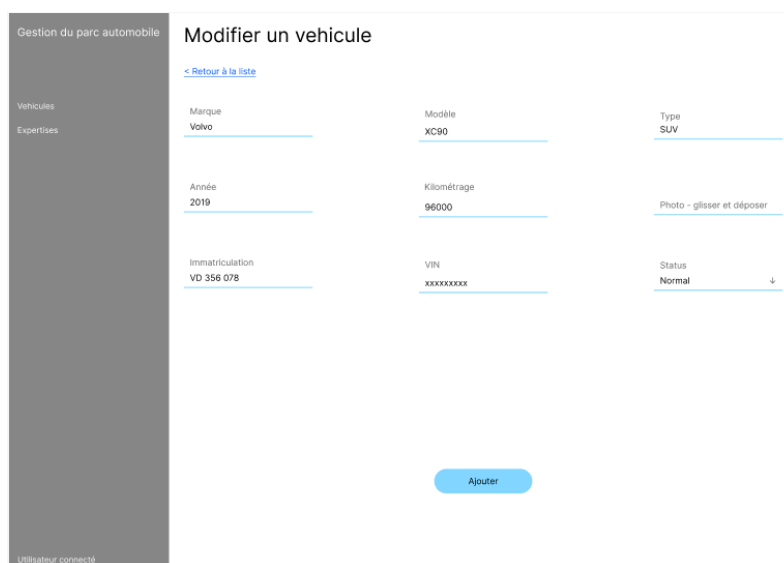 Gestion du parc automobile
Modifier un vehicule
< Retour à la liste
Vehicules
Expertises
Marque
Volvo
Modèle
XC90
Type
SUV
Année
2019
Kilométrage
96000
Photo - glisser et déposer
Immatriculation
VD 356 078
VIN
xxxxxxxxx
Status
Normal ↓
Ajouter
Utilisateur connecté